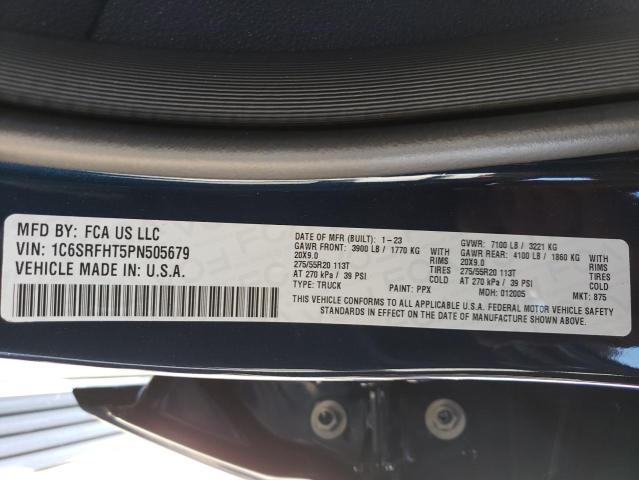 MFD BY: FCA US LLC
VIN: 1C6SRFHT5PN505679
VEHICLE MADE IN: U.S.A.
DATE OF MFR (BUILT): 1-23 GVWR: 7100 LB / 3221 KG
GAWR FRONT: 3900 LB / 1770 KG GAWR REAR: 4100 LB / 1860 KG
20X9.0 RIMS 20X9.0 RIMS
275/55R20 113T TIRES 275/55R20 113T TIRES
AT 270 kPa / 39 PSI COLD AT 270 kPa / 39 PSI COLD
TYPE: TRUCK PAINT: PPX MDH: 012005 MKT: 875
THIS VEHICLE CONFORMS TO ALL APPLICABLE U.S.A. FEDERAL MOTOR VEHICLE SAFETY
STANDARDS IN EFFECT ON THE DATE OF MANUFACTURE SHOWN ABOVE.